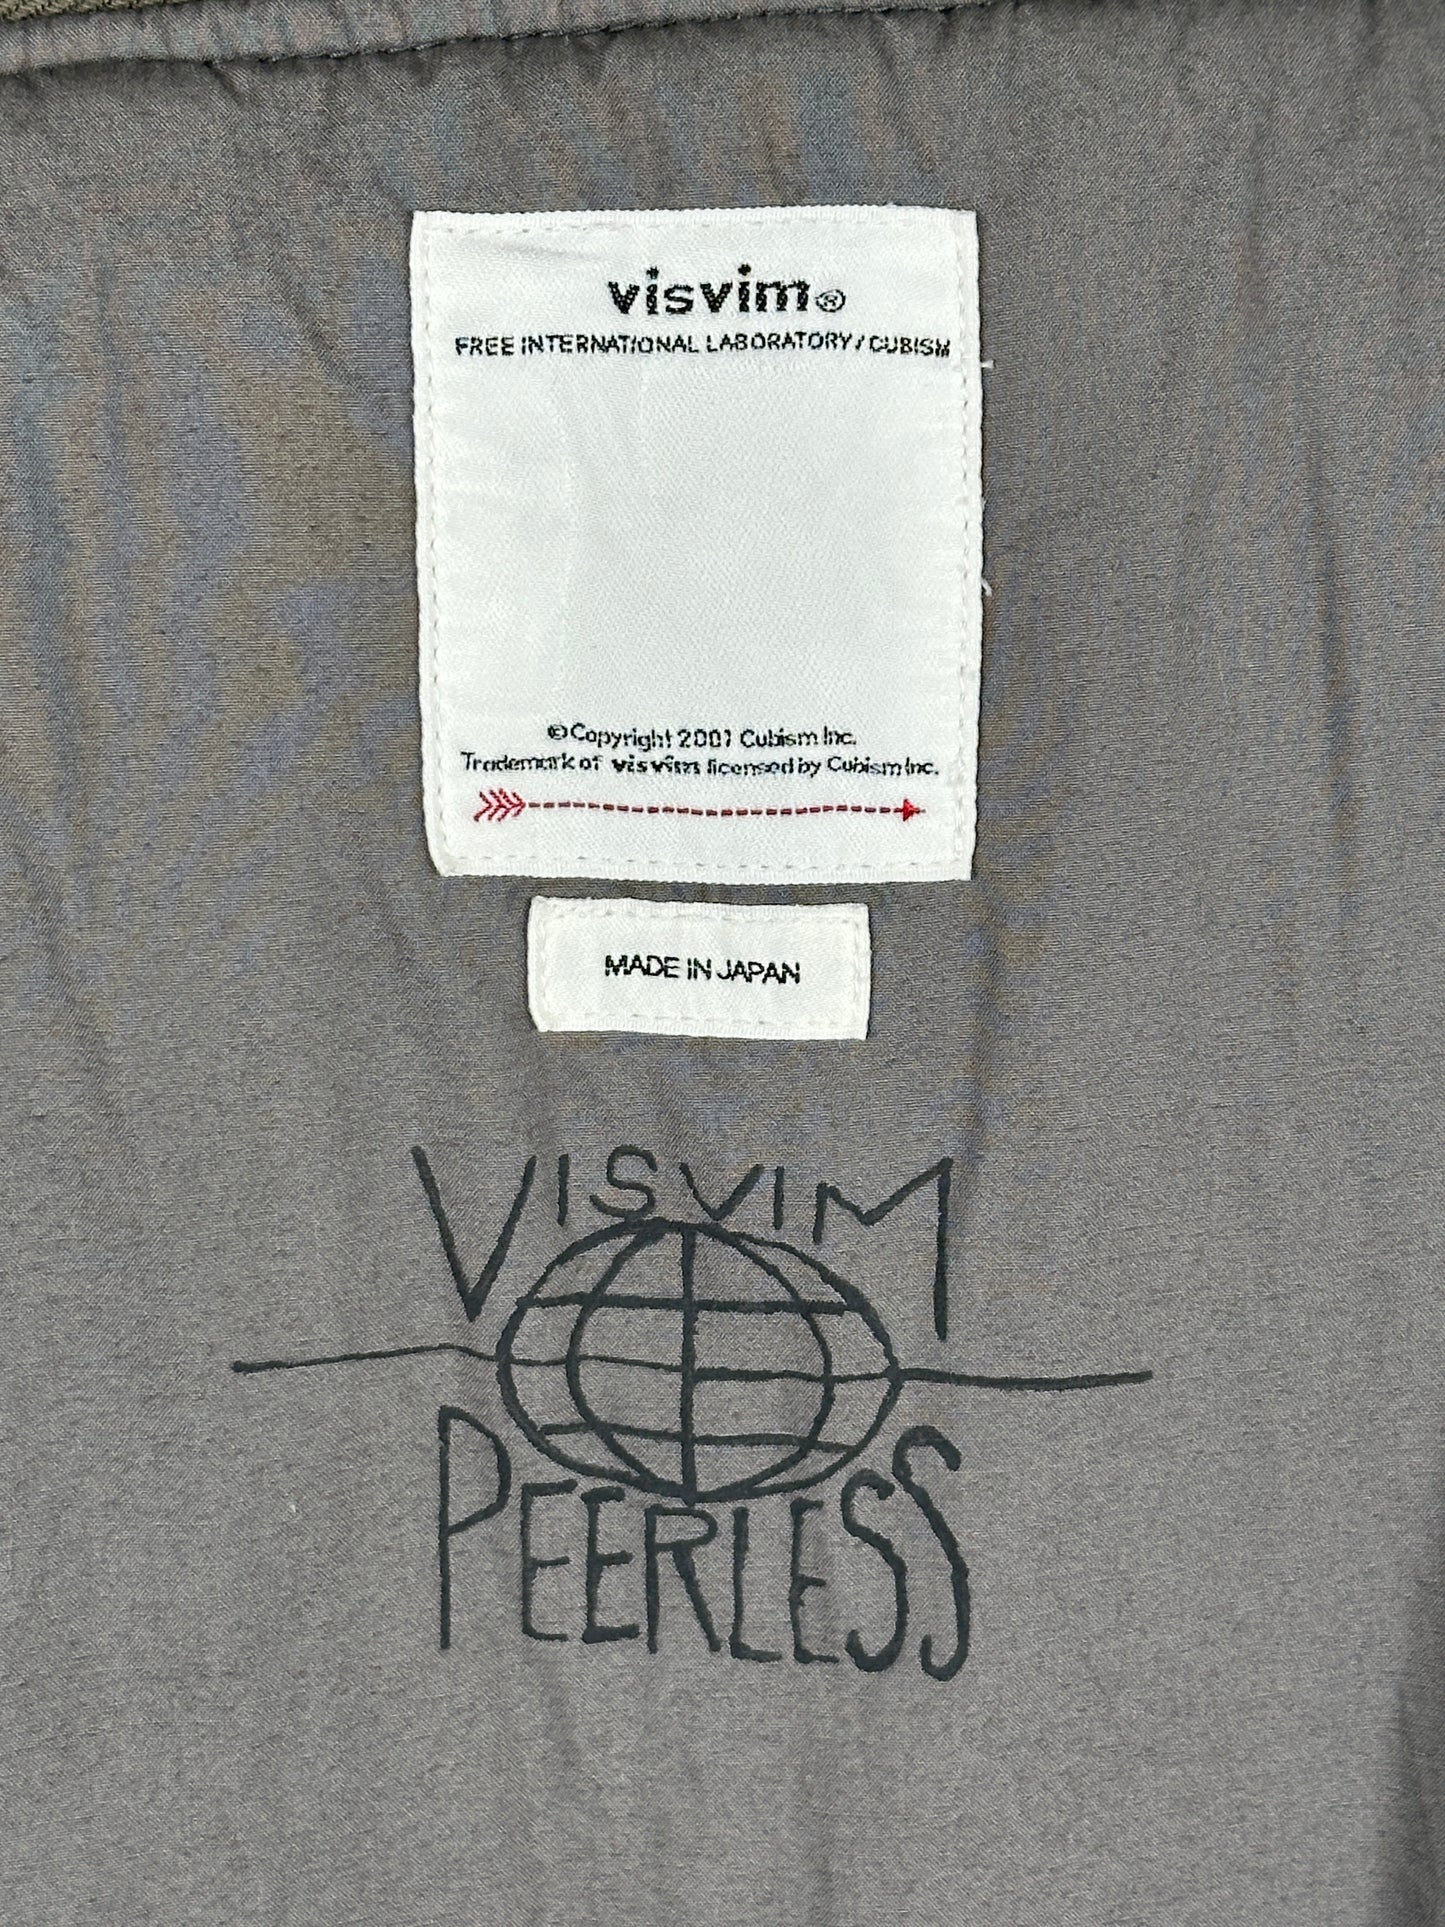 visvim®
FREE INTERNATIONAL LABORATORY / CUBISM
© Copyright 2001 Cubism Inc.
Trademark of visvim licensed by Cubism Inc.
MADE IN JAPAN
VISVIM
PEERLESS